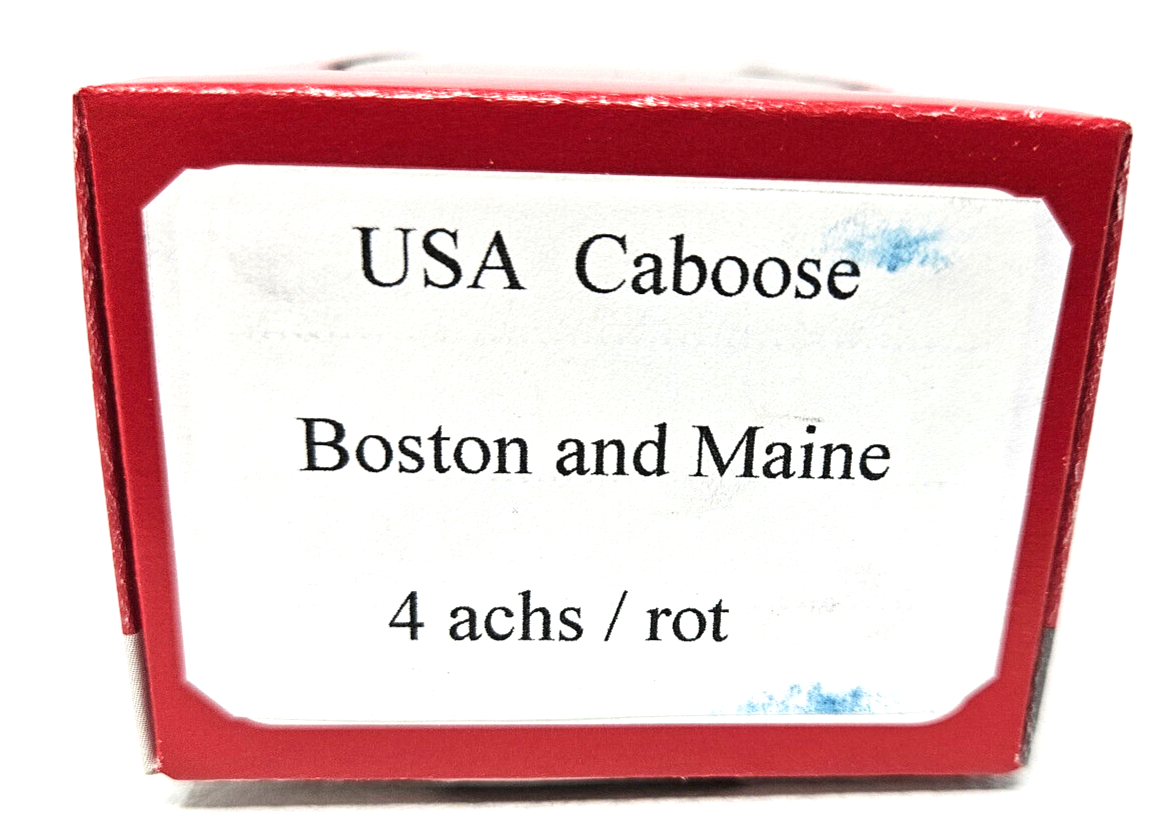 USA Caboose
Boston and Maine
4 achs / rot